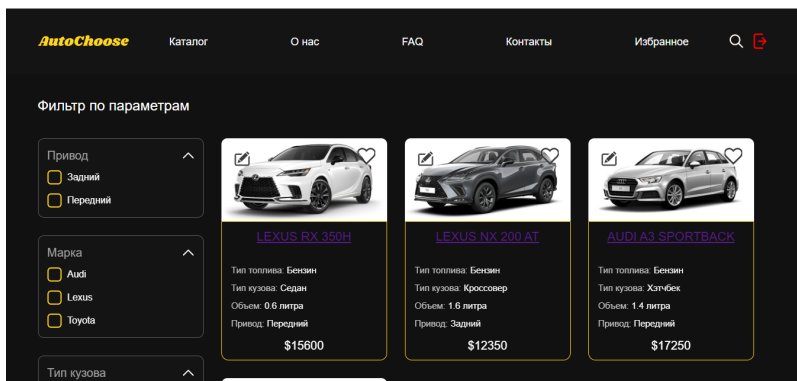 AutoChoose Каталог О нас FAQ Контакты Избранное
Фильтр по параметрам
Привод
Задний
Передний
Марка
Audi
Lexus
Toyota
Тип кузова
LEXUS RX 350H
Тип топлива: Бензин
Тип кузова: Седан
Объем: 0.6 литра
Привод: Передний
$15600
LEXUS NX 200 AT
Тип топлива: Бензин
Тип кузова: Кроссовер
Объем: 1.6 литра
Привод: Задний
$12350
AUDI A3 SPORTBACK
Тип топлива: Бензин
Тип кузова: Хэтчбек
Объем: 1.4 литра
Привод: Передний
$17250